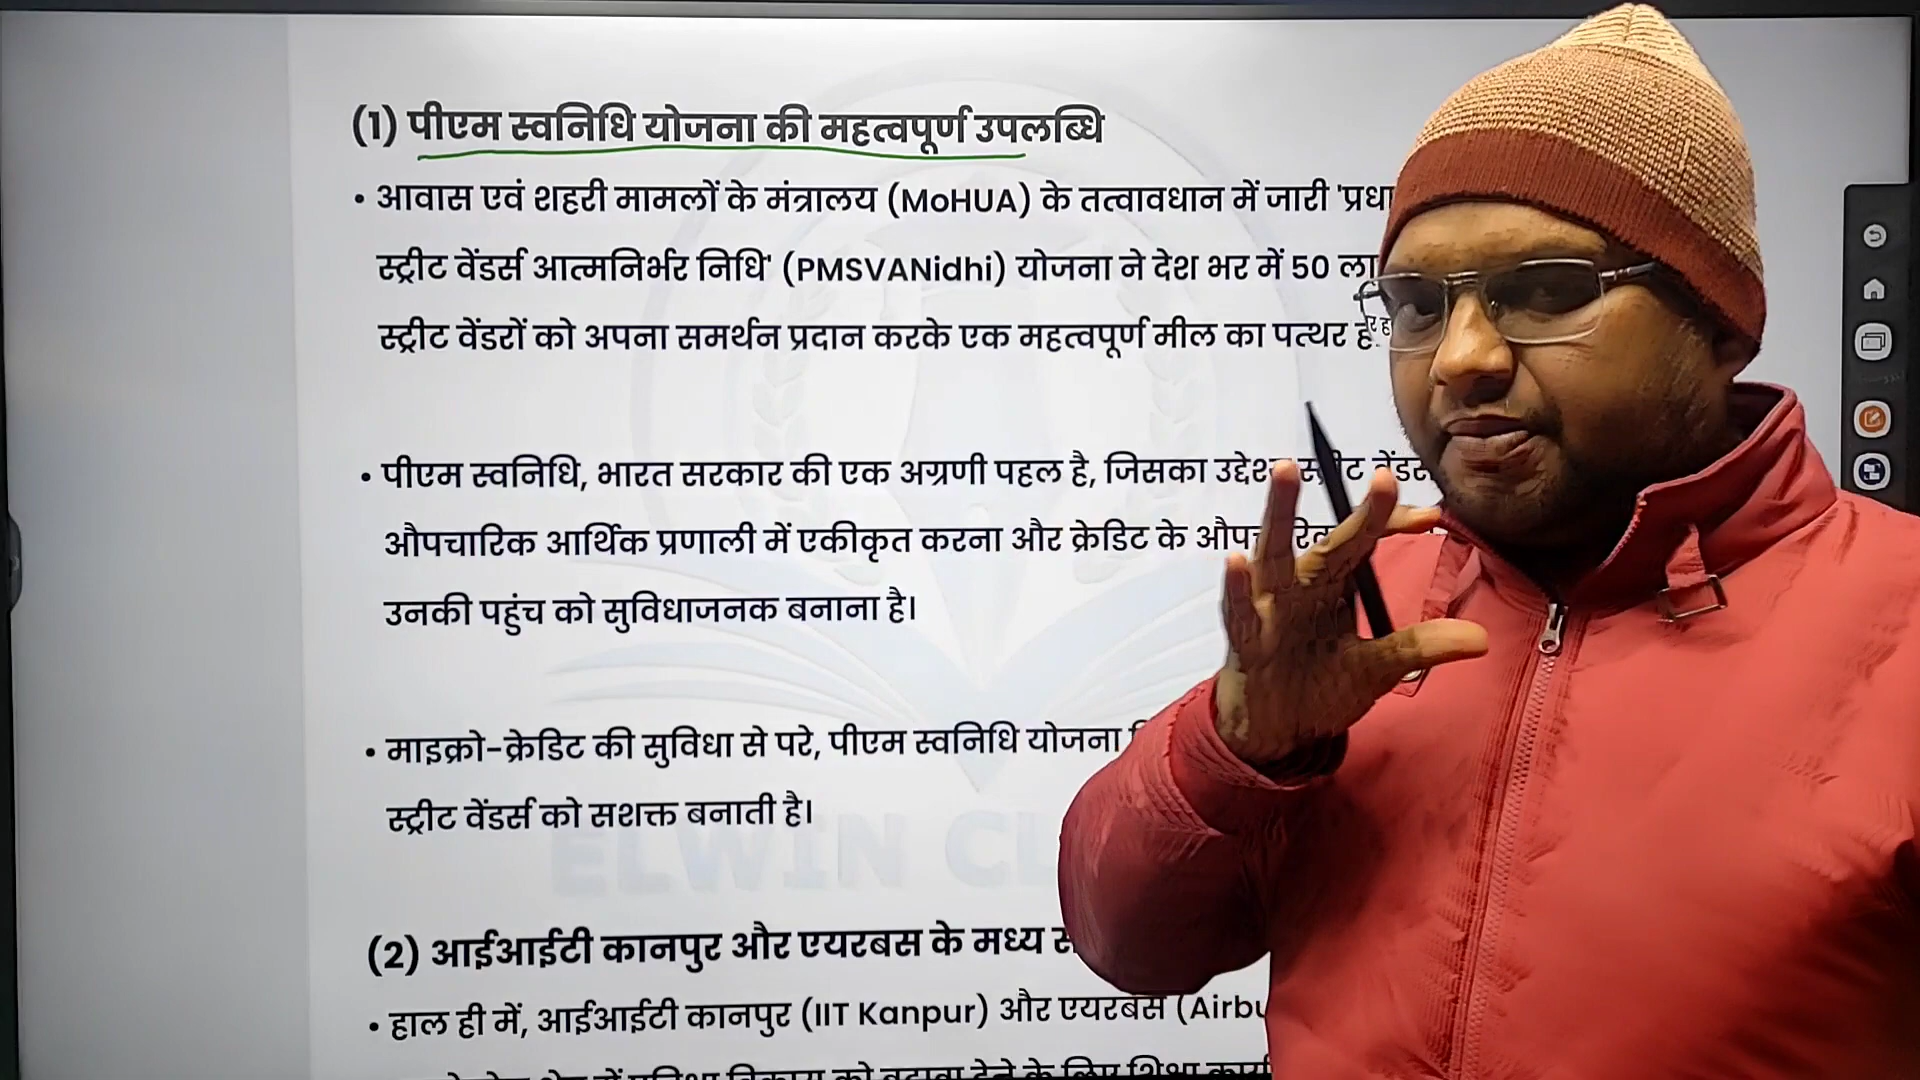 (1) पीएम स्वनिधि योजना की महत्वपूर्ण उपलब्धि
• आवास एवं शहरी मामलों के मंत्रालय (MoHUA) के तत्वावधान में जारी
स्ट्रीट वेंडर्स आत्मनिर्भर निधि' (PMSVANidhi) योजना ने देश भर में 50
स्ट्रीट वेंडरों को अपना समर्थन प्रदान करके एक महत्वपूर्ण मील का पत्थर
• पीएम स्वनिधि, भारत सरकार की एक अग्रणी पहल है, जिसका
औपचारिक आर्थिक प्रणाली में एकीकृत करना और क्रेडिट के
उनकी पहुंच को सुविधाजनक बनाना है।
• माइक्रो-क्रेडिट की सुविधा से परे, पीएम स्वनिधि योजना
स्ट्रीट वेंडर्स को सशक्त बनाती है।
ELWIN
(2) आईआईटी कानपुर और एयरबस के मध्य
• हाल ही में, आईआईटी कानपुर (IIT Kanpur) और एयरबस